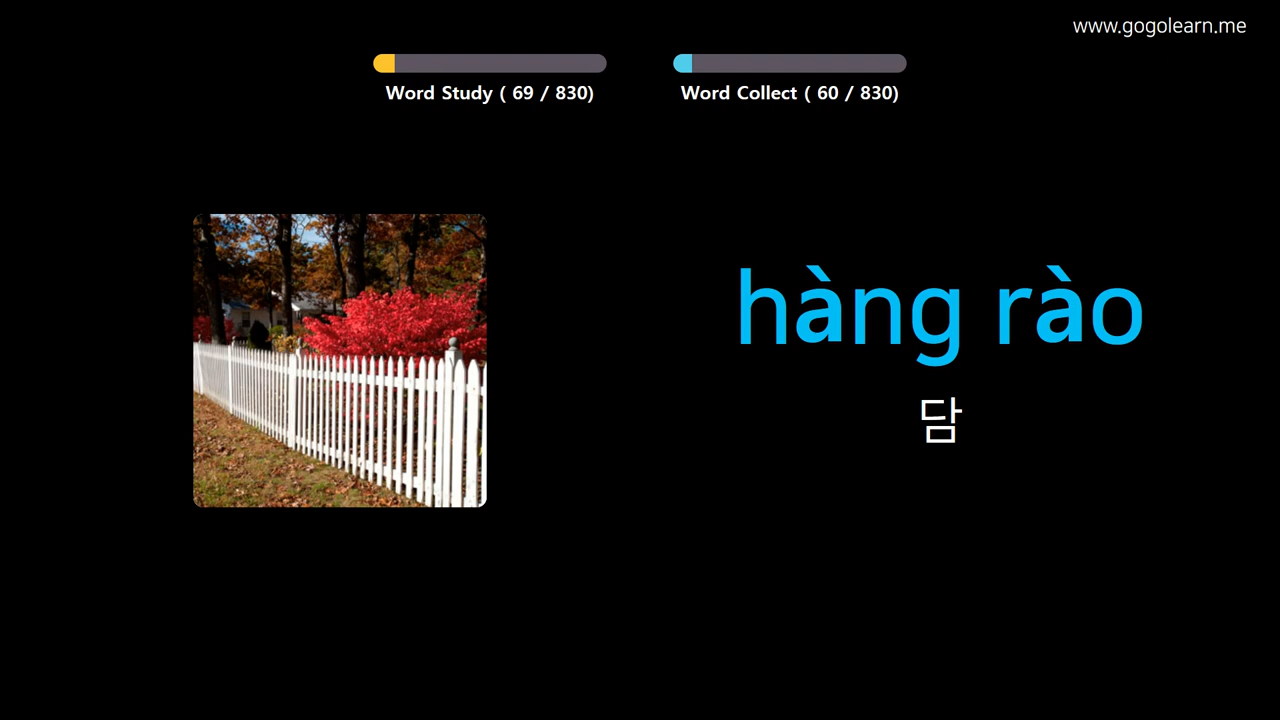 www.gogolearn.me
Word Study ( 69 / 830)
Word Collect ( 60 / 830)
hàng rào
담